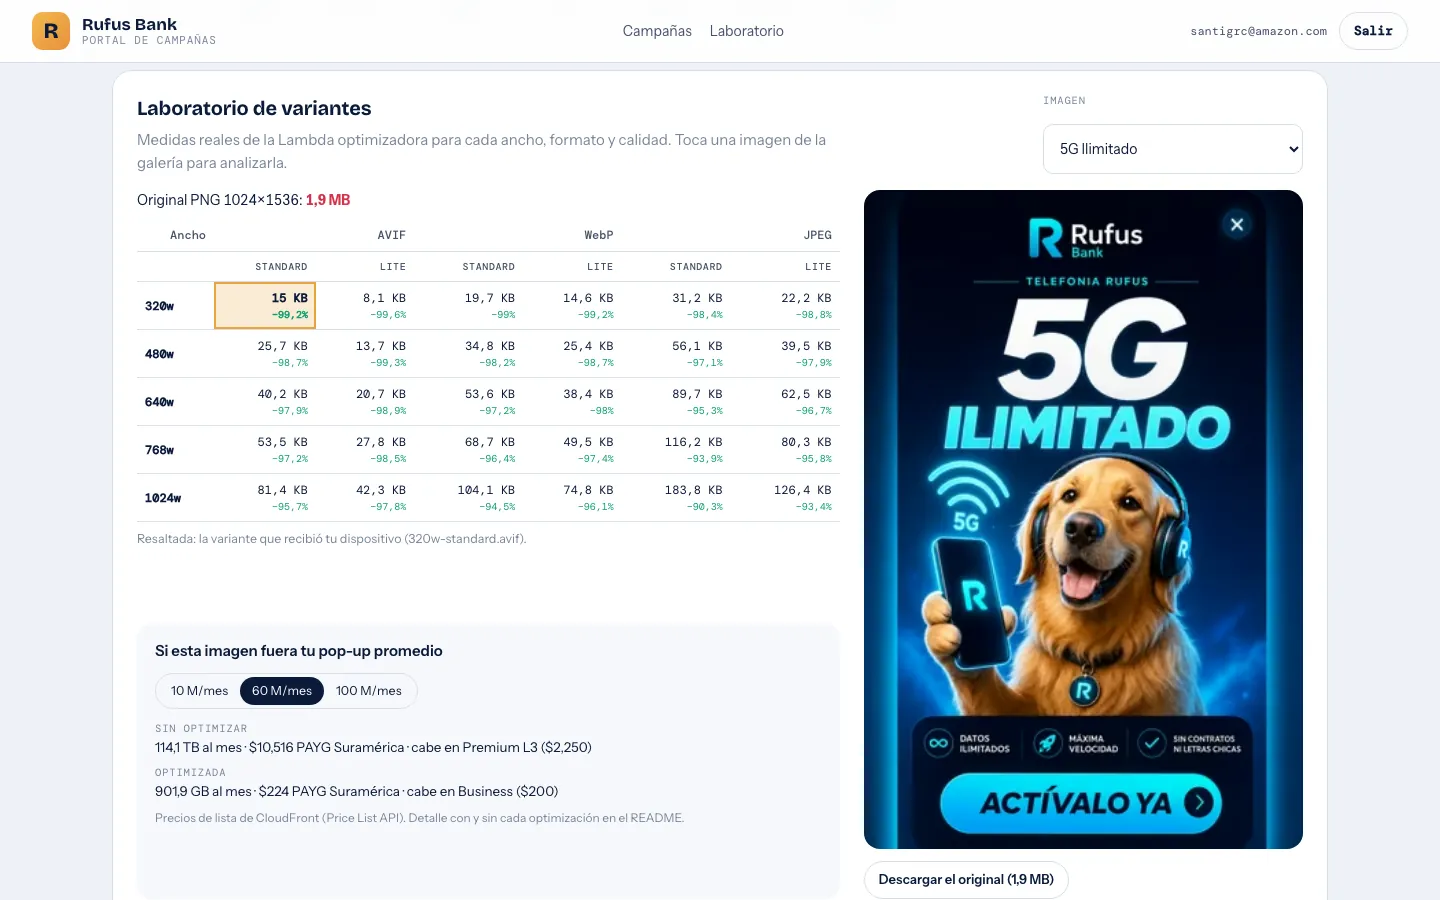 R
Rufus Bank
PORTAL DE CAMPAÑAS
Campañas
Laboratorio
santigrc@amazon.com
Salir
Laboratorio de variantes
Medidas reales de la Lambda optimizadora para cada ancho, formato y calidad. Toca una imagen de la
galería para analizarla.
IMAGEN
5G Ilimitado
Original PNG 1024×1536: 1,9 MB
Ancho AVIF WebP JPEG
STANDARD LITE STANDARD LITE STANDARD LITE
320w 15 KB 8,1 KB 19,7 KB 14,6 KB 31,2 KB 22,2 KB
−99,2% −99,6% −99% −99,2% −98,4% −98,8%
480w 25,7 KB 13,7 KB 34,8 KB 25,4 KB 56,1 KB 39,5 KB
−98,7% −99,3% −98,2% −98,7% −97,1% −97,9%
640w 40,2 KB 20,7 KB 53,6 KB 38,4 KB 89,7 KB 62,5 KB
−97,9% −98,9% −97,2% −98% −95,3% −96,7%
768w 53,5 KB 27,8 KB 68,7 KB 49,5 KB 116,2 KB 80,3 KB
−97,2% −98,5% −96,4% −97,4% −93,9% −95,8%
1024w 81,4 KB 42,3 KB 104,1 KB 74,8 KB 183,8 KB 126,4 KB
−95,7% −97,8% −94,5% −96,1% −90,3% −93,4%
Resaltada: la variante que recibió tu dispositivo (320w-standard.avif).
Si esta imagen fuera tu pop-up promedio
10 M/mes 60 M/mes 100 M/mes
SIN OPTIMIZAR
114,1 TB al mes · $10,516 PAYG Suramérica · cabe en Premium L3 ($2,250)
OPTIMIZADA
901,9 GB al mes · $224 PAYG Suramérica · cabe en Business ($200)
Precios de lista de CloudFront (Price List API). Detalle con y sin cada optimización en el README.
R Rufus
Bank
TELEFONIA RUFUS
5G
ILIMITADO
5G
R
R
R
DATOS
ILIMITADOS
MÁXIMA
VELOCIDAD
SIN CONTRATOS
NI LETRAS CHICAS
ACTÍVALO YA
Descargar el original (1,9 MB)